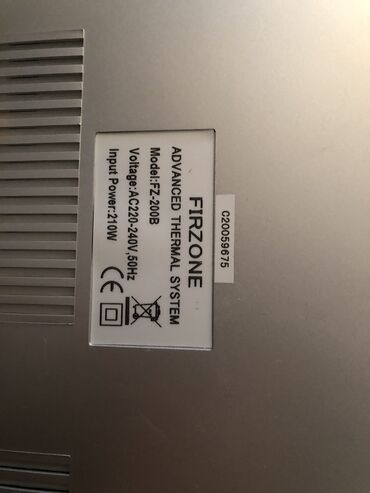 C20059675
FIRZONE
ADVANCED THERMAL SYSTEM
Model:FZ-200B
Voltage:AC220-240V,50Hz
Input Power:210W
CE